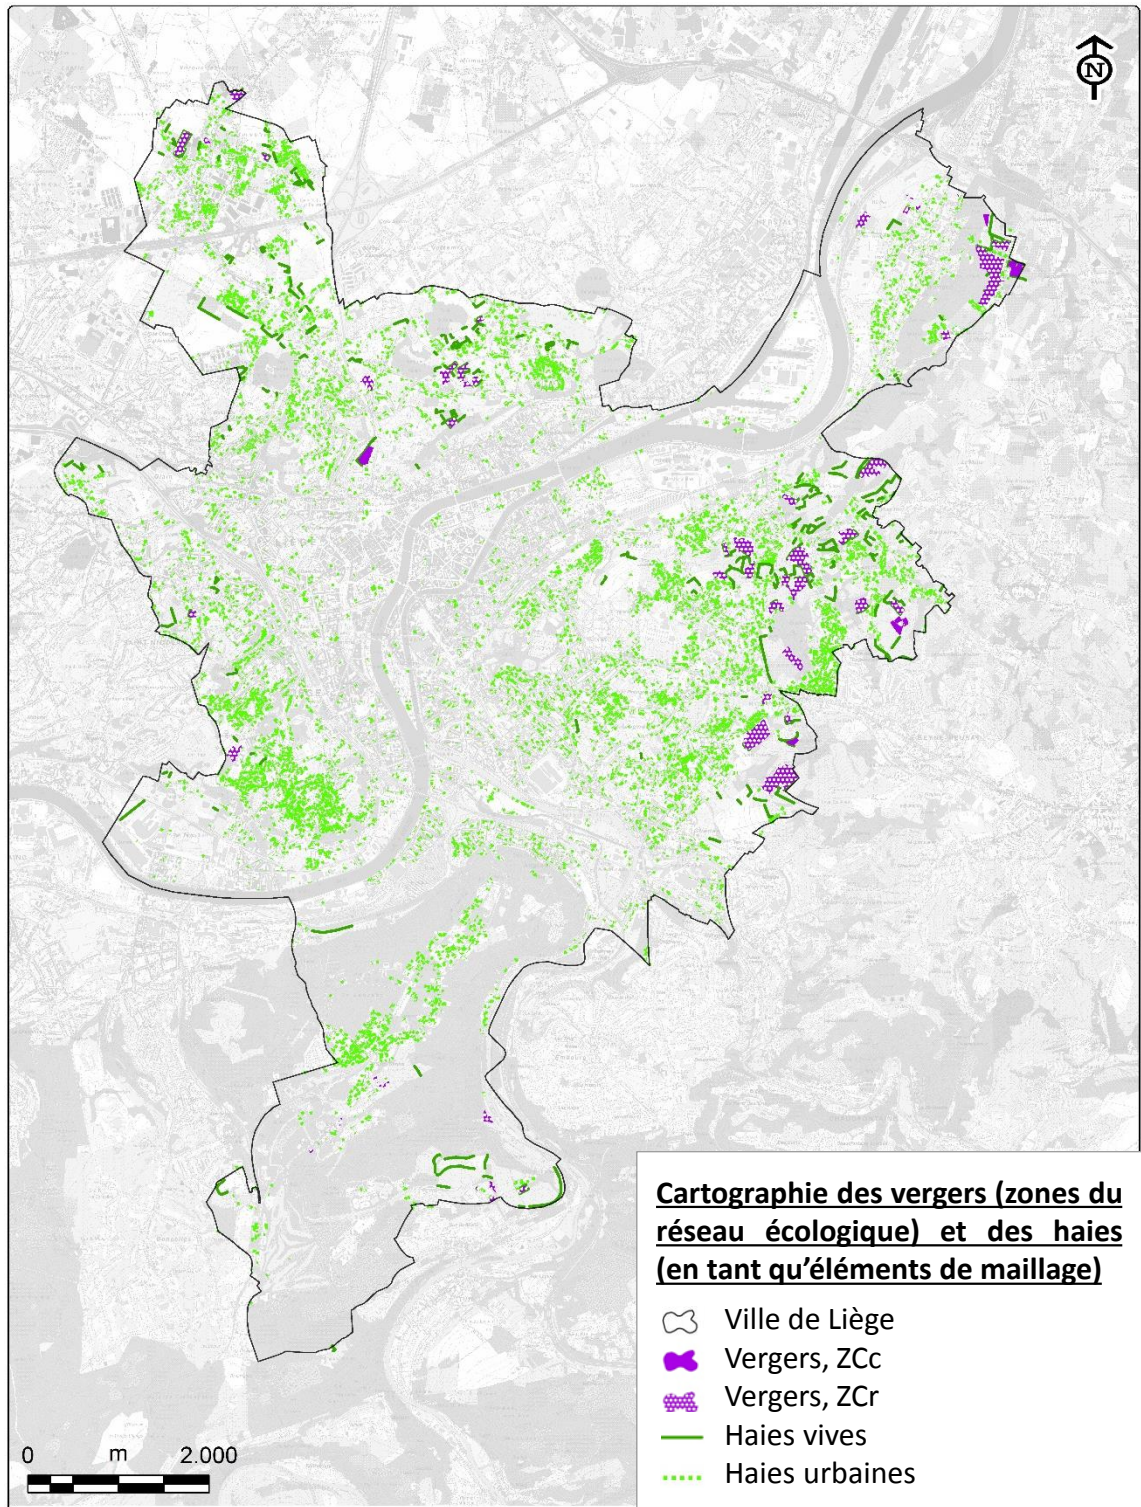 N
Cartographie des vergers (zones du
réseau écologique) et des haies
(en tant qu'éléments de maillage)
Ville de Liège
Vergers, ZCc
Vergers, ZCr
Haies vives
Haies urbaines
0 m 2.000